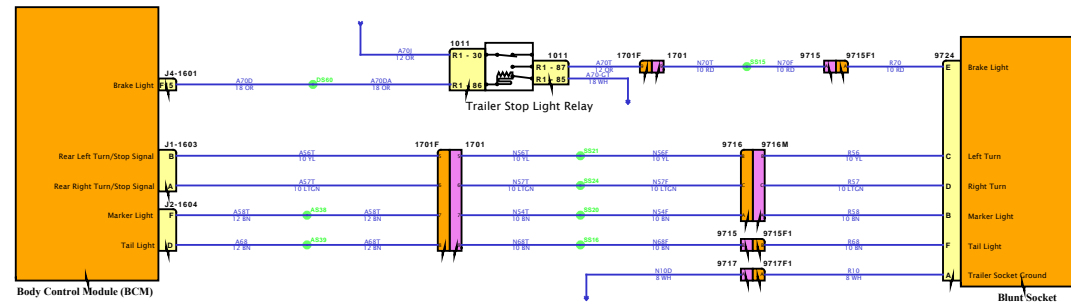 A70J
12 OR
1011
R1 - 30
1011
R1 - 87
R1 - 85
R1 - 86
Trailer Stop Light Relay
A70T
12 OR
A70-GT
18 WH
1701F 1701
N70T
10 RD
SS15
N70F
10 RD
9715 9715F1
R70
10 RD
9724
E Brake Light
J4-1601
Brake Light F 5
A70D
18 OR
DS60
A70DA
18 OR
J1-1603
Rear Left Turn/Stop Signal B
A56T
10 YL
1701F 1701
N56T
10 YL
SS21
N56F
10 YL
9716 9716M
R56
10 YL
C Left Turn
Rear Right Turn/Stop Signal A
A57T
10 LTGN
6 6
N57T
10 LTGN
SS24
N57F
10 LTGN
C C
R57
10 LTGN
D Right Turn
J2-1604
Marker Light F
A58T
12 BN
AS38
A58T
12 BN
7 7
N54T
10 BN
SS20
N54F
10 BN
R58
10 BN
B Marker Light
Tail Light D
A68
12 BN
AS39
A68T
12 BN
N68T
10 BN
SS16
N68F
10 BN
9715 9715F1
R68
10 BN
F Tail Light
N10D
8 WH
9717 9717F1
R10
8 WH
A Trailer Socket Ground
Body Control Module (BCM)
Blunt Socket